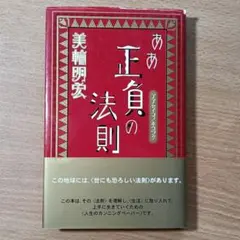 ああ
正負の
法則
美輪明宏
この地球には、〈世にも恐ろしい法則〉があります。
この本は、その〈法則〉を理解し、〈生活〉に取り入れて
上手に生きていくための
〈人生のカンニングペーパー〉です。